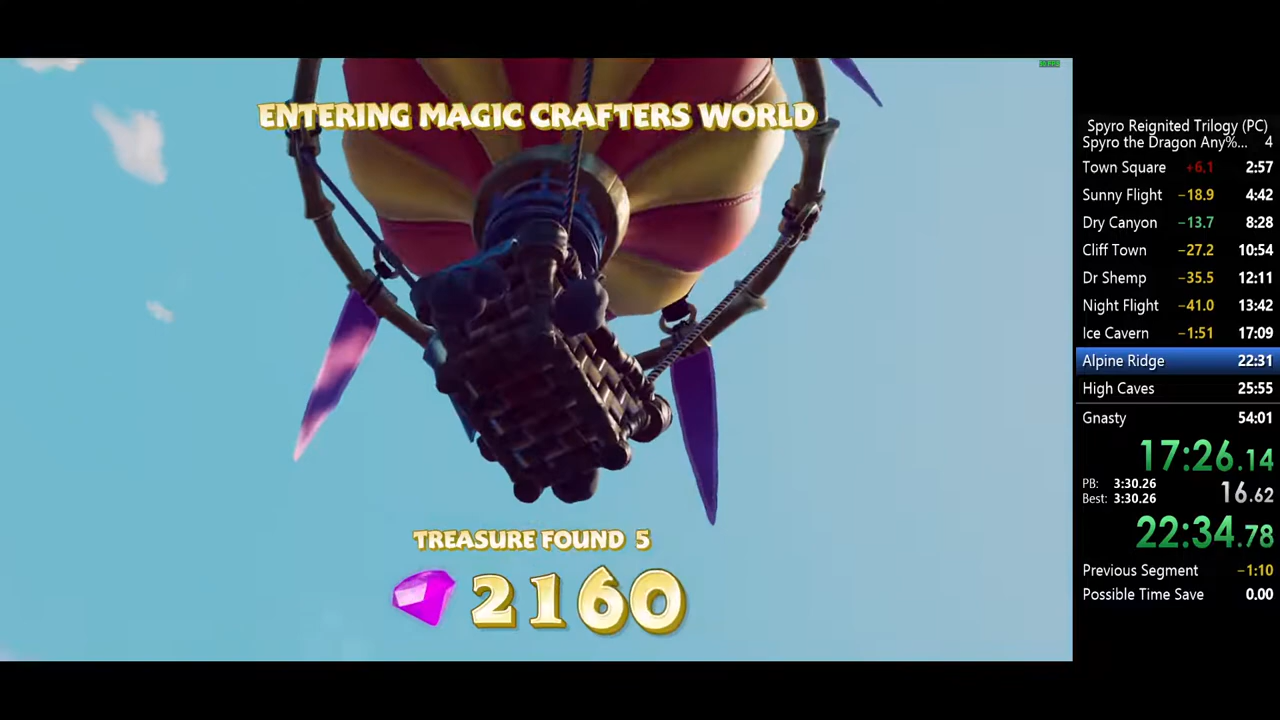 ENTERING MAGIC CRAFTERS WORLD
TREASURE FOUND 5
2160
Spyro Reignited Trilogy (PC)
Spyro the Dragon Any%... 4
Town Square +6.1 2:57
Sunny Flight −18.9 4:42
Dry Canyon −13.7 8:28
Cliff Town −27.2 10:54
Dr Shemp −35.5 12:11
Night Flight −41.0 13:42
Ice Cavern −1:51 17:09
Alpine Ridge 22:31
High Caves 25:55
Gnasty 54:01
17:26.14
PB: 3:30.26
Best: 3:30.26
16.62
22:34.78
Previous Segment −1:10
Possible Time Save 0.00